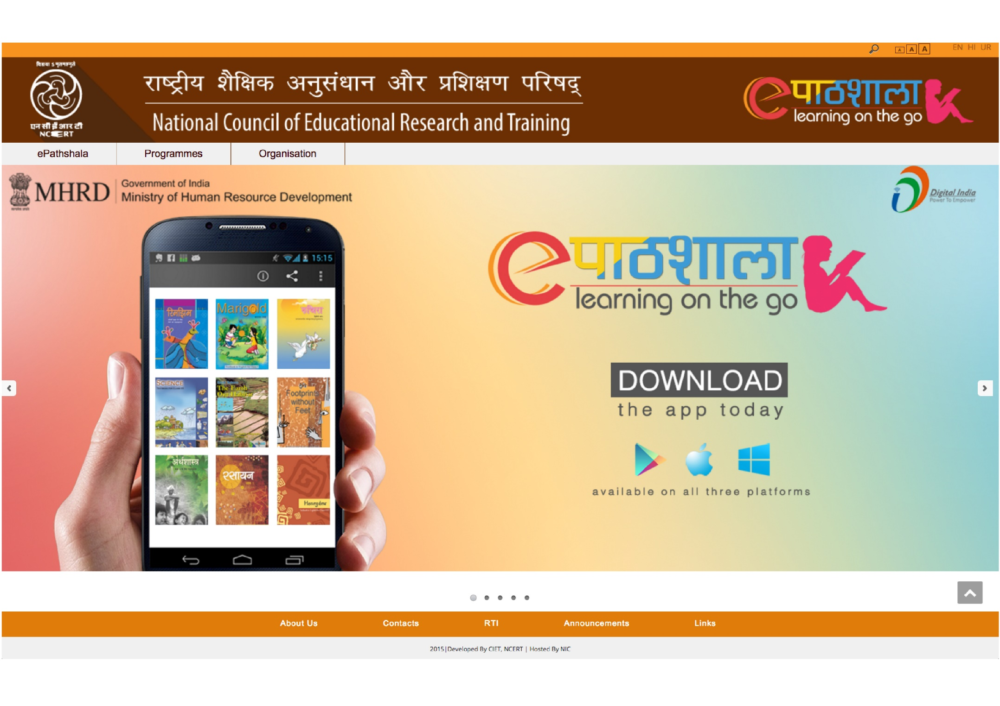 A A A EN HI UR
विद्यया ऽ मृतमश्नुते
एन सी ई आर टी
NCERT
राष्ट्रीय शैक्षिक अनुसंधान और प्रशिक्षण परिषद्
National Council of Educational Research and Training
eपाठशाला
learning on the go
ePathshala Programmes Organisation
MHRD
Government of India
Ministry of Human Resource Development
Digital India
Power To Empower
15:15
रिमझिम
5
Marigold
रुचिरा
SCIENCE
The Earth
Our Habitat
Footprints
without
Feet
अर्थशास्त्र
रसायन
Honeydew
eपाठशाला
learning on the go
DOWNLOAD
the app today
available on all three platforms
About Us Contacts RTI Announcements Links
2015|Developed By CIET, NCERT | Hosted By NIC